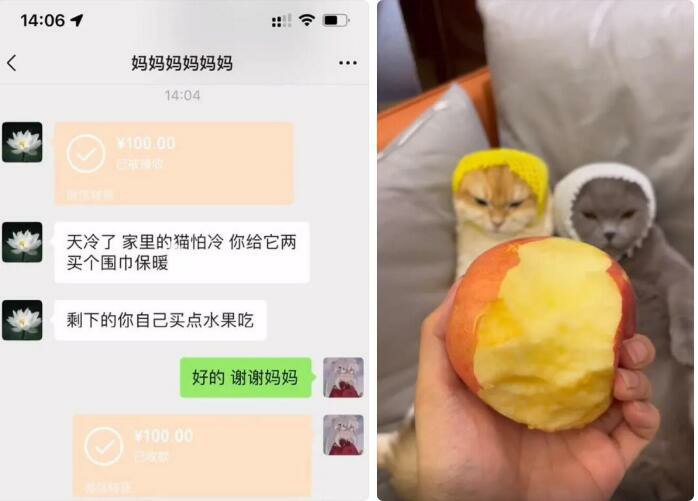 14:06
妈妈妈妈妈妈
14:04
¥100.00
已被接收
微信转账
天冷了 家里的猫怕冷 你给它两
买个围巾保暖
剩下的你自己买点水果吃
好的 谢谢妈妈
¥100.00
已收款
微信转账